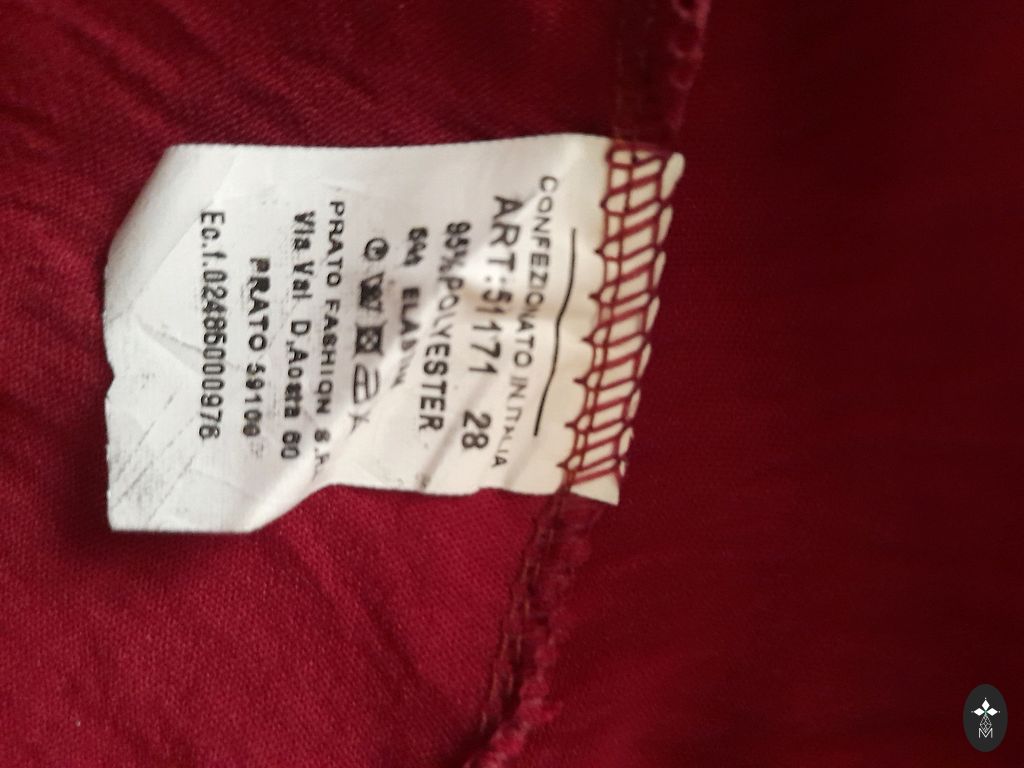 CONFEZIONATO IN ITALIA
ART:51171 28
95%POLYESTER
5% ELASTAN
PRATO FASHION S.R.
Via Val D,Aosta 60
PRATO 59100
Ec.f.02486000976
M